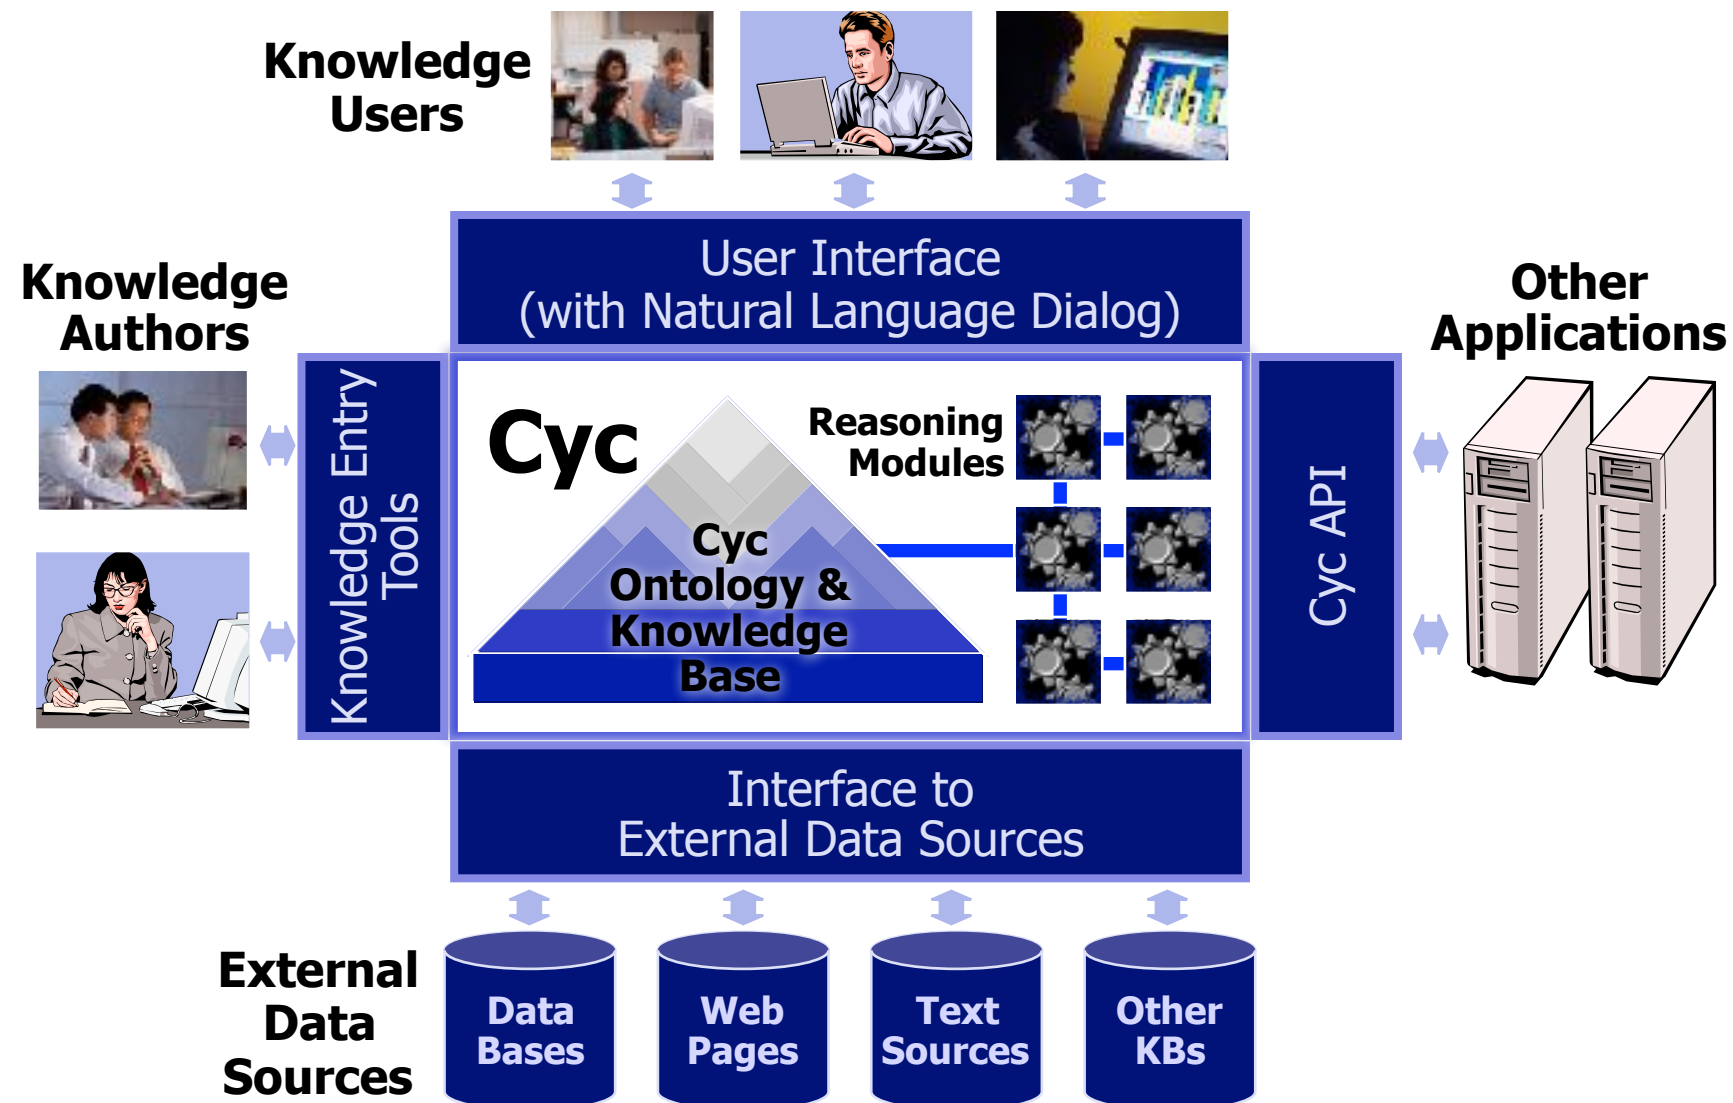 Knowledge
Users
User Interface
(with Natural Language Dialog)
Knowledge
Authors
Other
Applications
Knowledge Entry
Tools
Cyc
Reasoning
Modules
Cyc
Ontology &
Knowledge
Base
Cyc API
Interface to
External Data Sources
External
Data
Sources
Data
Bases
Web
Pages
Text
Sources
Other
KBs